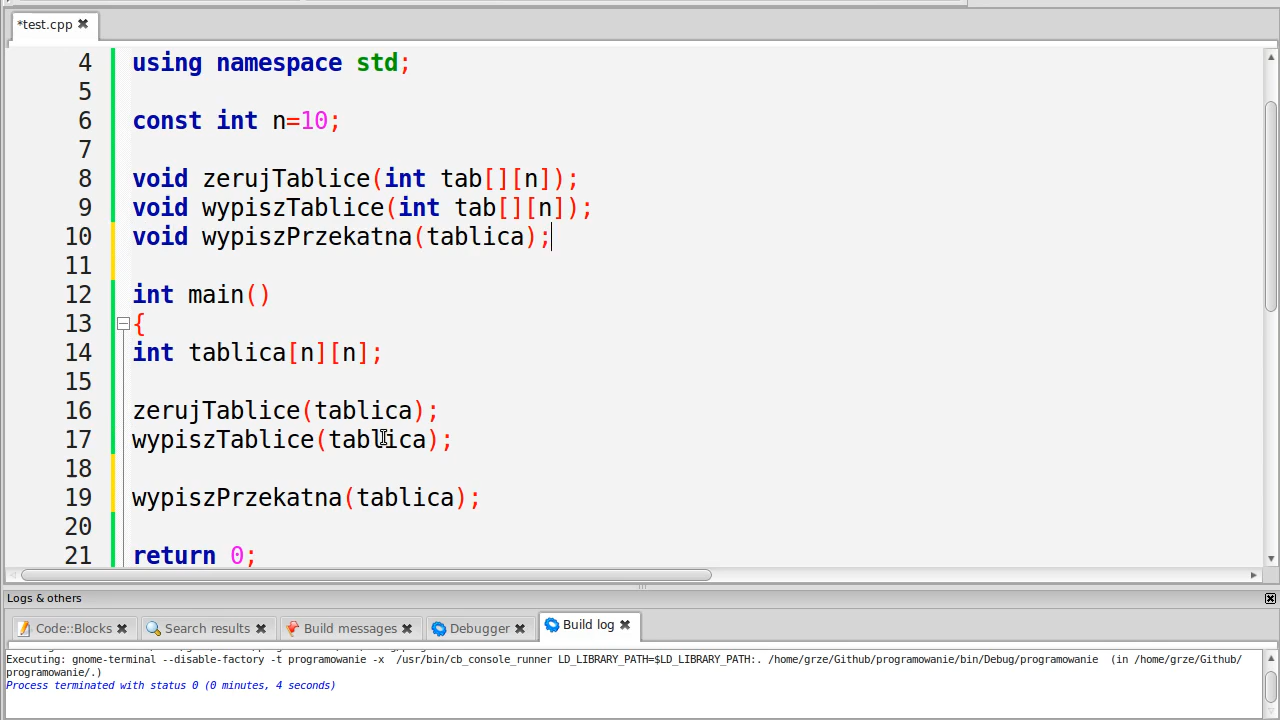 *test.cpp
4 using namespace std;
5
6 const int n=10;
7
8 void zerujTablice(int tab[][n]);
9 void wypiszTablice(int tab[][n]);
10 void wypiszPrzekatna(tablica);
11
12 int main()
13 {
14 int tablica[n][n];
15
16 zerujTablice(tablica);
17 wypiszTablice(tablica);
18
19 wypiszPrzekatna(tablica);
20
21 return 0;
Logs & others
Code::Blocks Search results Build messages Debugger Build log
Executing: gnome-terminal --disable-factory -t programowanie -x  /usr/bin/cb_console_runner LD_LIBRARY_PATH=$LD_LIBRARY_PATH:. /home/grze/Github/programowanie/bin/Debug/programowanie  (in /home/grze/Github/
programowanie/.)
Process terminated with status 0 (0 minutes, 4 seconds)